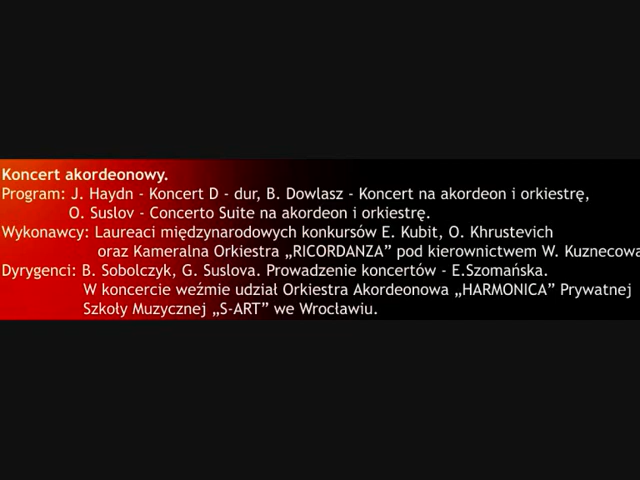 Koncert akordeonowy.
Program: J. Haydn - Koncert D - dur, B. Dowlasz - Koncert na akordeon i orkiestrę,
O. Suslov - Concerto Suite na akordeon i orkiestrę.
Wykonawcy: Laureaci międzynarodowych konkursów E. Kubit, O. Khrustevich
oraz Kameralna Orkiestra „RICORDANZA” pod kierownictwem W. Kuznecowa
Dyrygenci: B. Sobolczyk, G. Suslova. Prowadzenie koncertów - E.Szomańska.
W koncercie weźmie udział Orkiestra Akordeonowa „HARMONICA” Prywatnej
Szkoły Muzycznej „S-ART” we Wrocławiu.